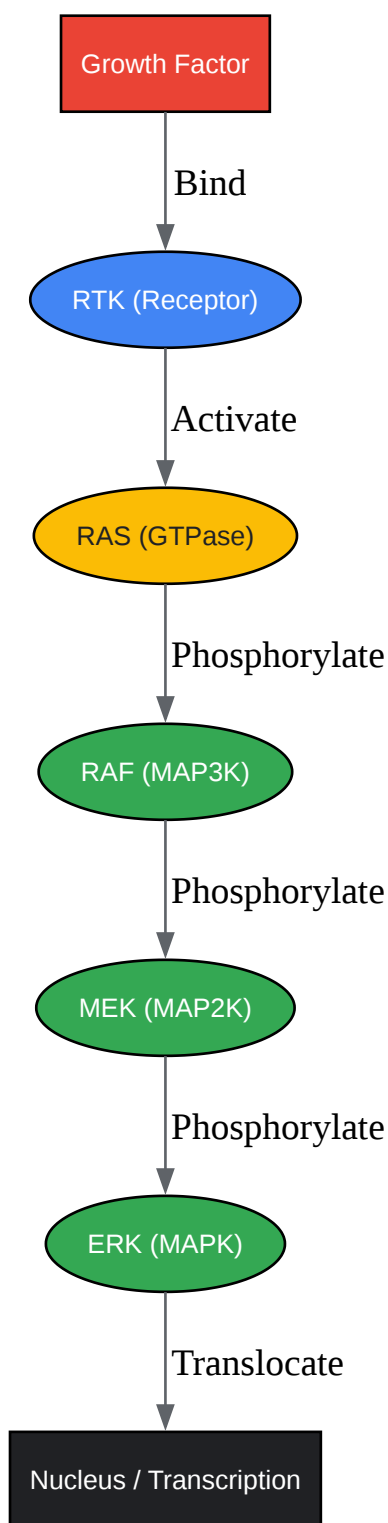 Growth Factor
Bind
RTK (Receptor)
Activate
RAS (GTPase)
Phosphorylate
RAF (MAP3K)
Phosphorylate
MEK (MAP2K)
Phosphorylate
ERK (MAPK)
Translocate
Nucleus / Transcription